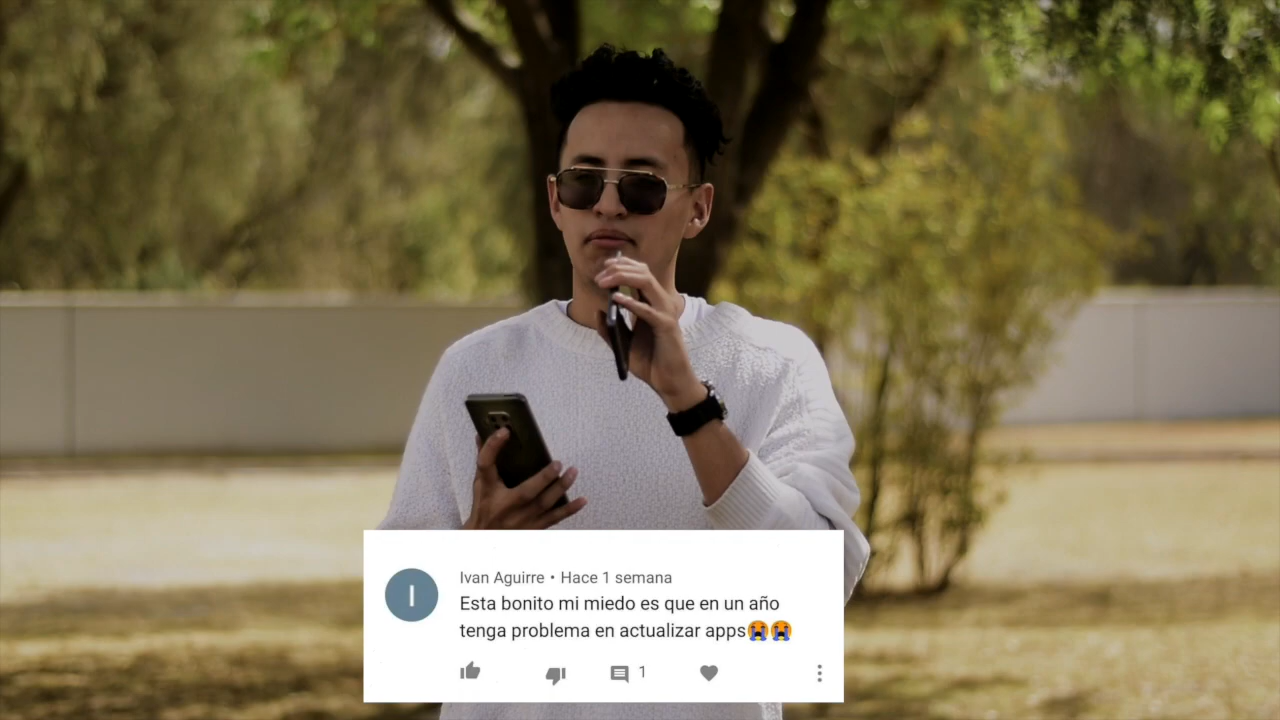 I
Ivan Aguirre • Hace 1 semana
Esta bonito mi miedo es que en un año
tenga problema en actualizar apps😭😭
1